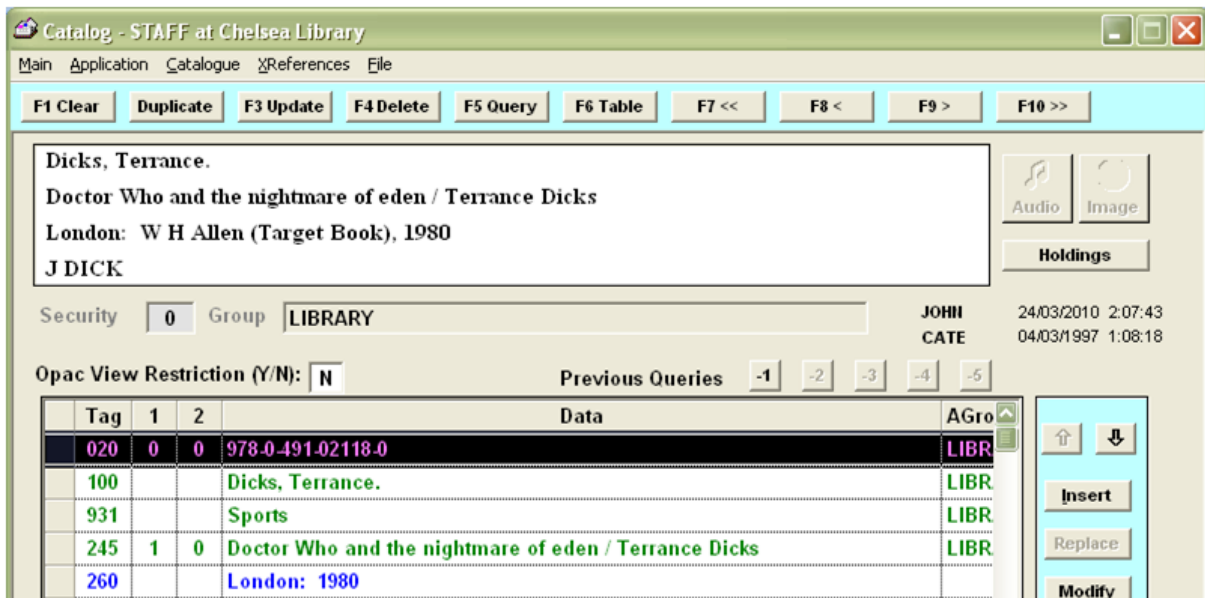 Catalog - STAFF at Chelsea Library
Main Application Catalogue XReferences File
F1 Clear Duplicate F3 Update F4 Delete F5 Query F6 Table F7 << F8 < F9 > F10 >>
Dicks, Terrance.
Doctor Who and the nightmare of eden / Terrance Dicks
London: W H Allen (Target Book), 1980
J DICK
Audio Image
Holdings
Security 0 Group LIBRARY JOHN 24/03/2010 2:07:43
CATE 04/03/1997 1:08:18
Opac View Restriction (Y/N): N Previous Queries -1 -2 -3 -4 -5
Tag 1 2 Data AGro
020 0 0 978-0-491-02118-0 LIBR
100 Dicks, Terrance. LIBR
931 Sports LIBR
245 1 0 Doctor Who and the nightmare of eden / Terrance Dicks LIBR
260 London: 1980
Insert
Replace
Modify